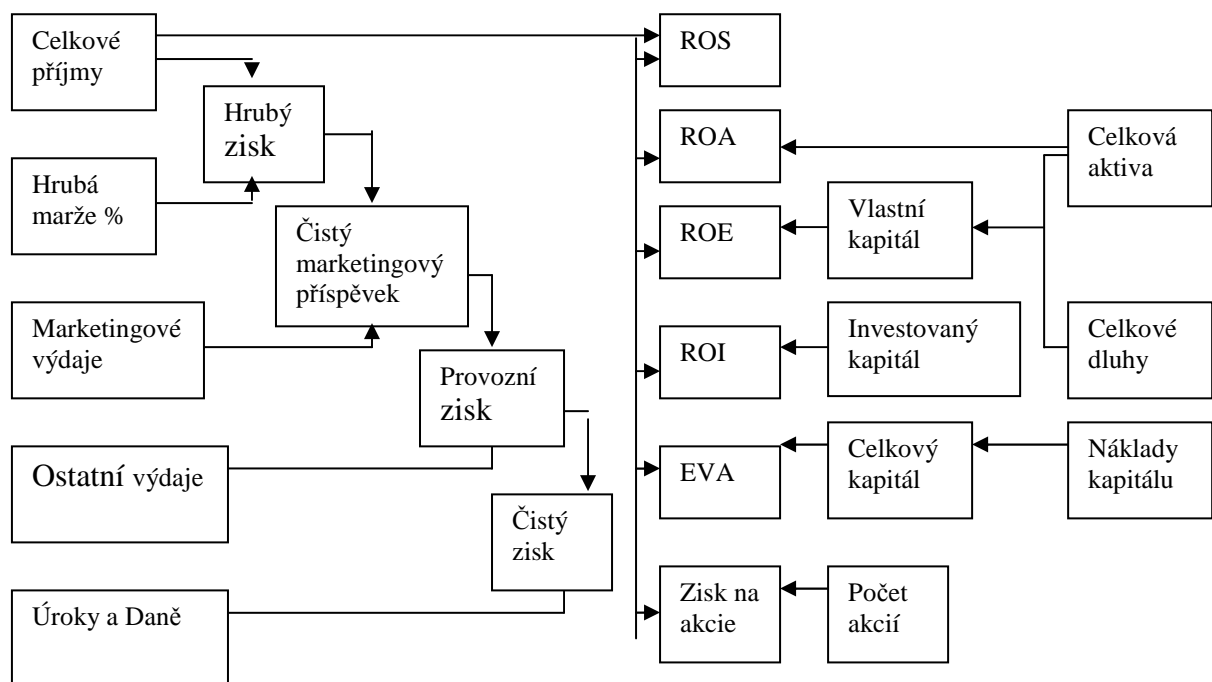 Celkové
příjmy
Hrubý
zisk
Hrubá
marže %
Čistý
marketingový
příspěvek
Marketingové
výdaje
Provozní
zisk
Ostatní výdaje
Čistý
zisk
Úroky a Daně
ROS
ROA
Celková
aktiva
ROE
Vlastní
kapitál
ROI
Investovaný
kapitál
Celkové
dluhy
EVA
Celkový
kapitál
Náklady
kapitálu
Zisk na
akcie
Počet
akcií